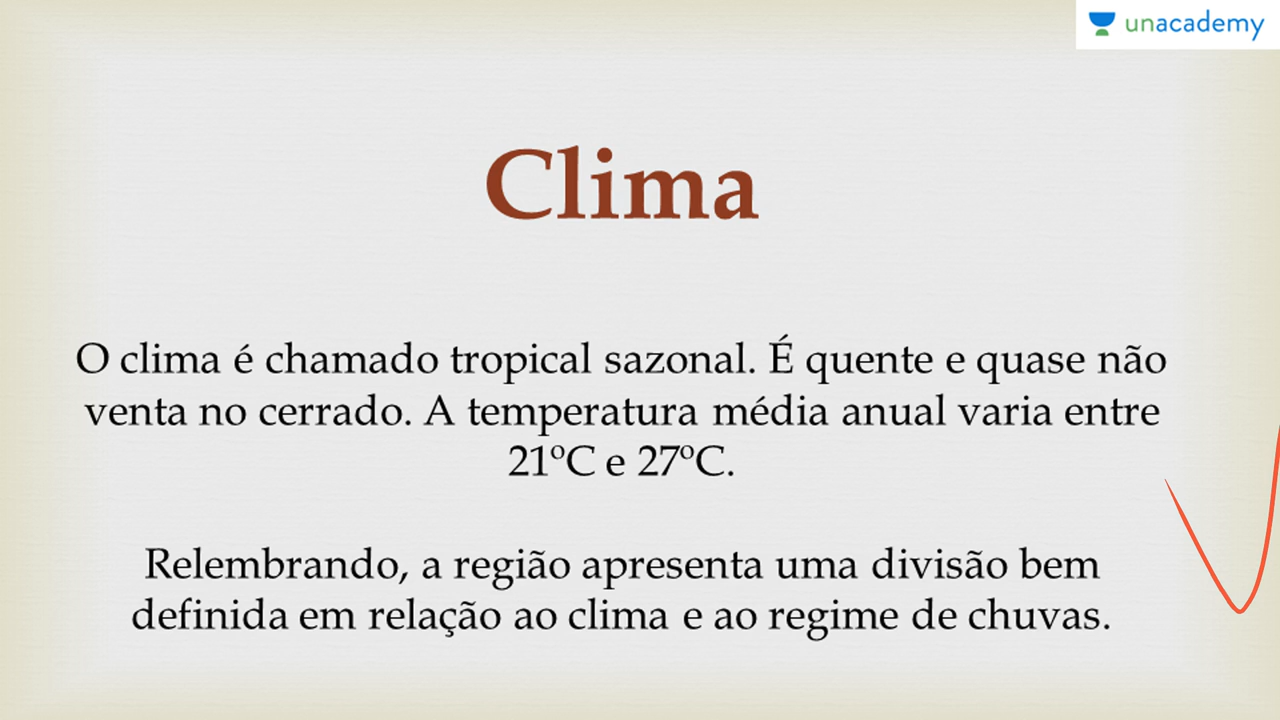 unacademy
Clima
O clima é chamado tropical sazonal. É quente e quase não
venta no cerrado. A temperatura média anual varia entre
21ºC e 27ºC.
Relembrando, a região apresenta uma divisão bem
definida em relação ao clima e ao regime de chuvas.